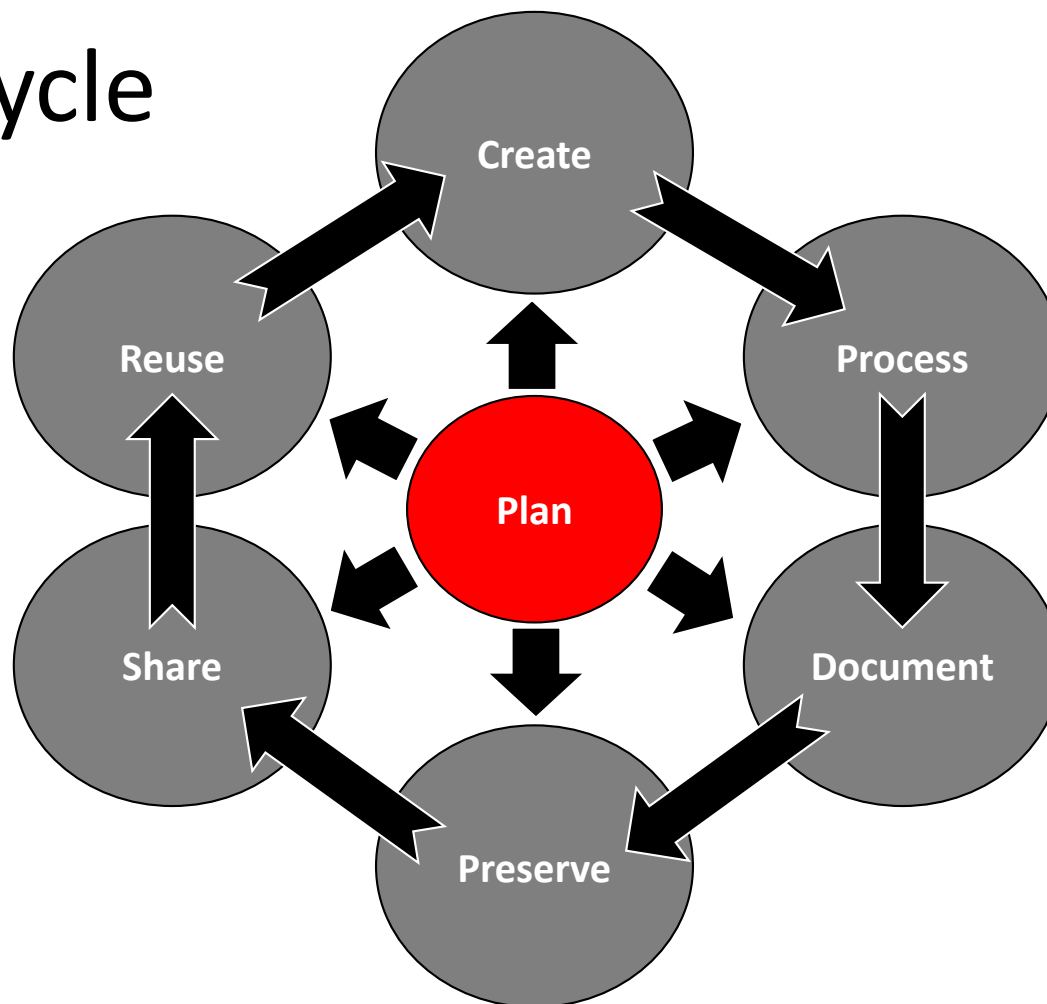 ycle
Create
Reuse
Process
Plan
Share
Document
Preserve